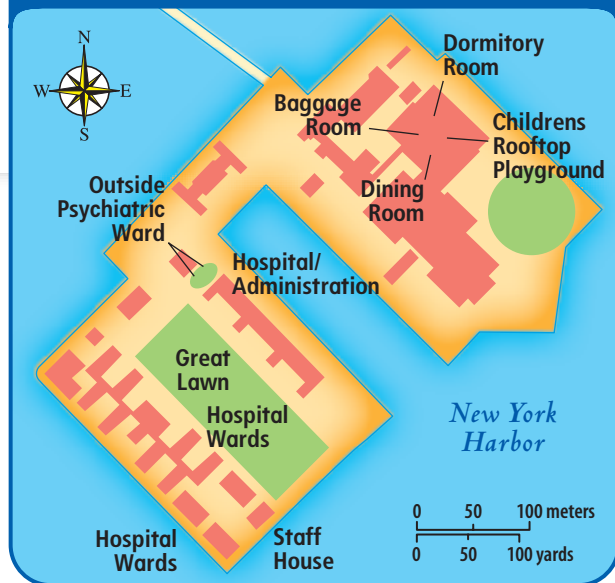 N
W
E
S
Dormitory
Room
Baggage
Room
Childrens
Rooftop
Playground
Dining
Room
Outside
Psychiatric
Ward
Hospital/
Administration
Great
Lawn
Hospital
Wards
New York
Harbor
Hospital
Wards
Staff
House
0 50 100 meters
0 50 100 yards